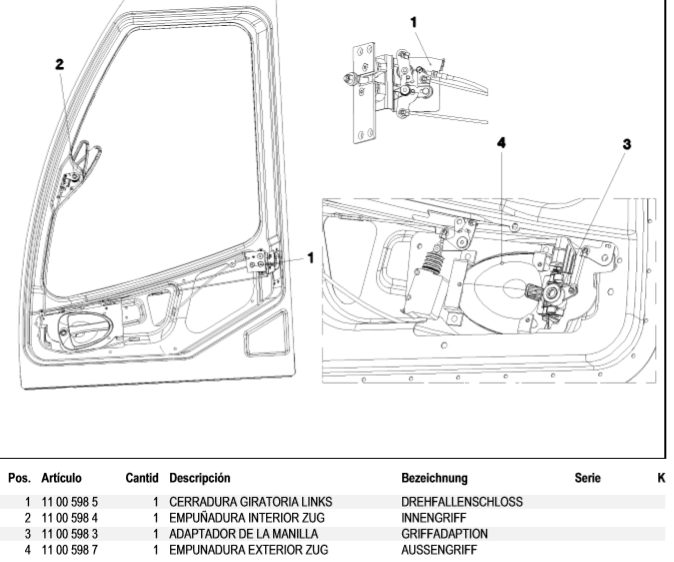 1
2
4
3
1
Pos. Artículo Cantid Descripción Bezeichnung Serie K
1 11 00 598 5 1 CERRADURA GIRATORIA LINKS DREHFALLENSCHLOSS
2 11 00 598 4 1 EMPUÑADURA INTERIOR ZUG INNENGRIFF
3 11 00 598 3 1 ADAPTADOR DE LA MANILLA GRIFFADAPTION
4 11 00 598 7 1 EMPUNADURA EXTERIOR ZUG AUSSENGRIFF